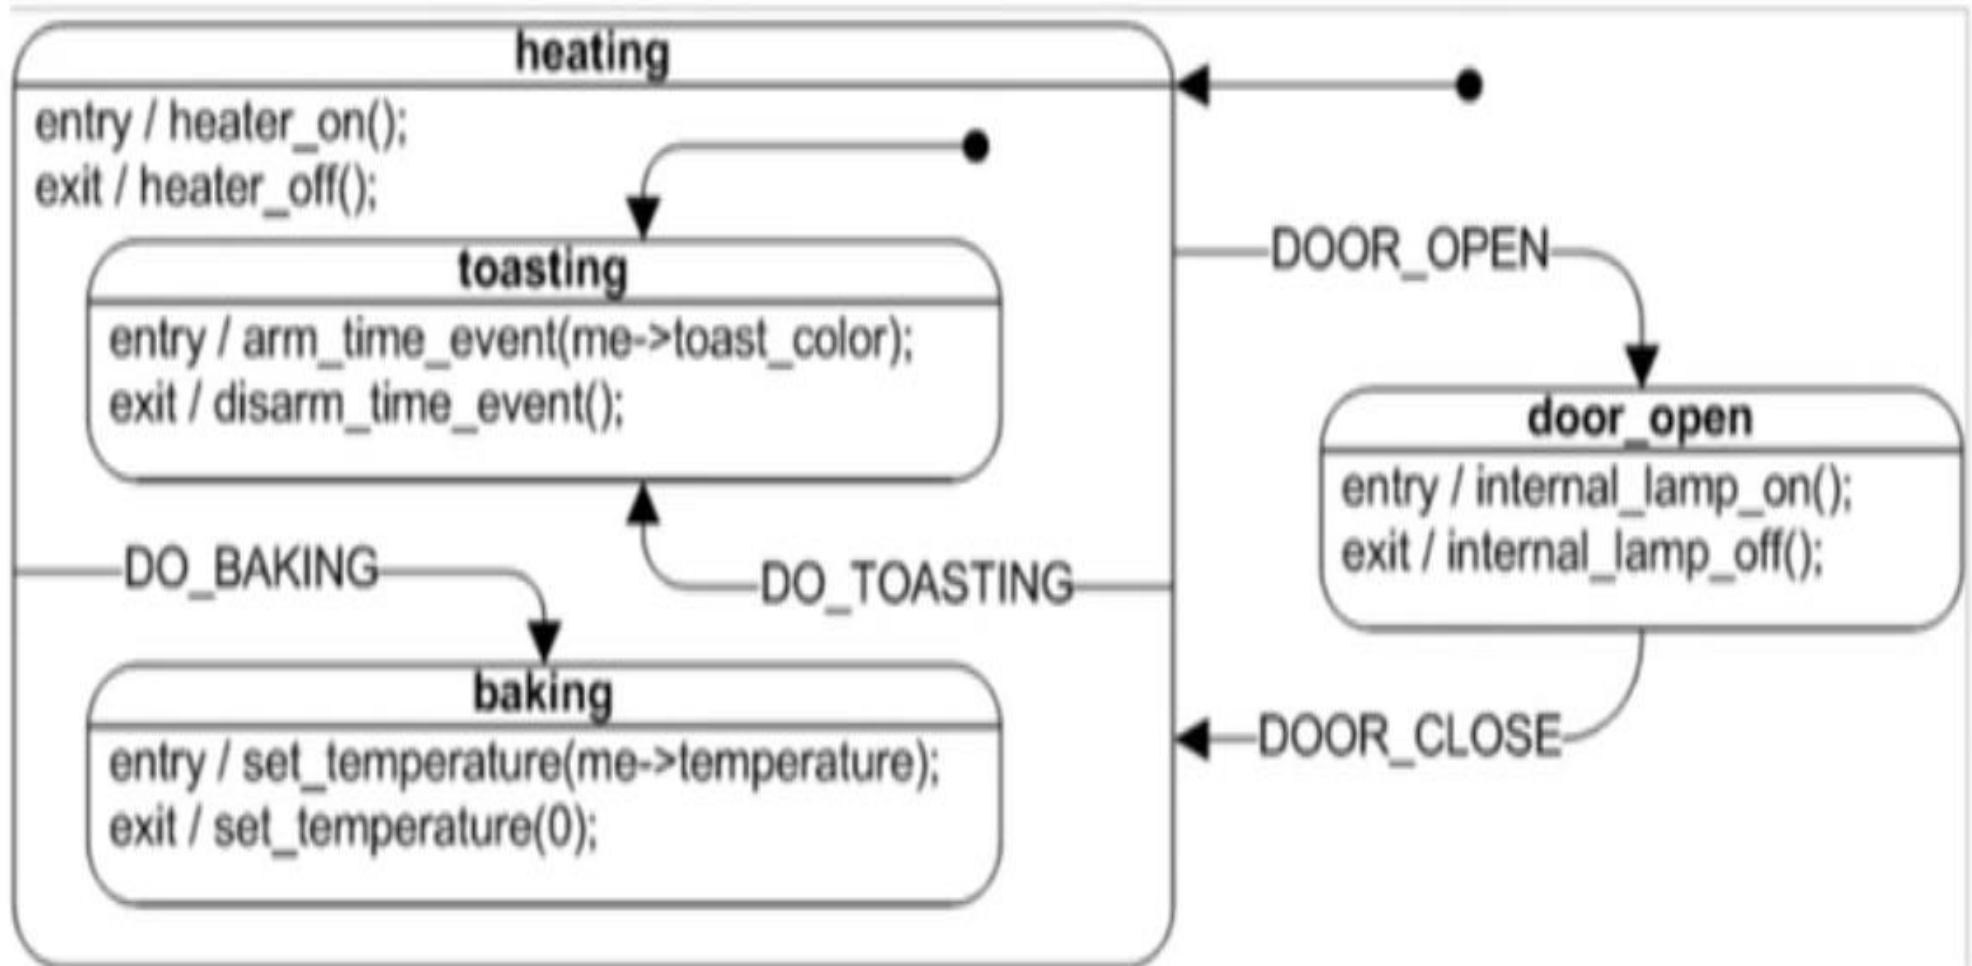 heating
entry / heater_on();
exit / heater_off();
toasting
entry / arm_time_event(me->toast_color);
exit / disarm_time_event();
DO_BAKING
DO_TOASTING
baking
entry / set_temperature(me->temperature);
exit / set_temperature(0);
DOOR_OPEN
door_open
entry / internal_lamp_on();
exit / internal_lamp_off();
DOOR_CLOSE